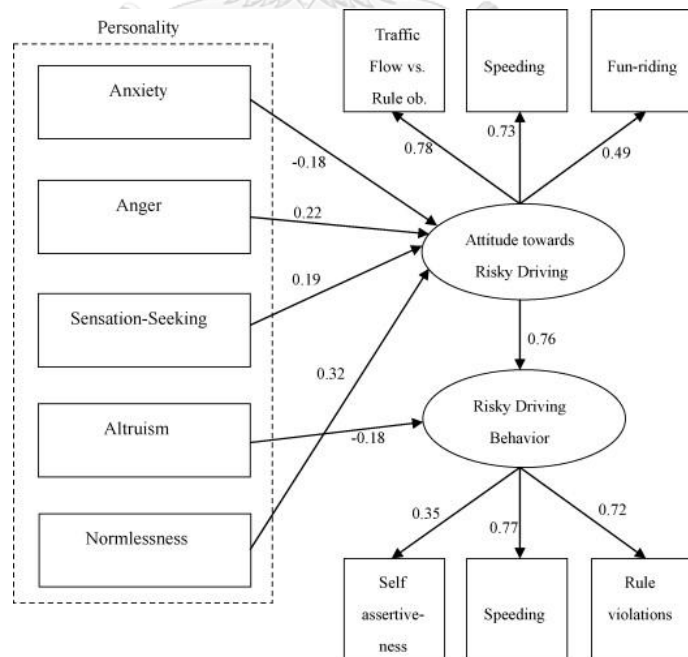 Personality
Anxiety
Anger
Sensation-Seeking
Altruism
Normlessness
-0.18
0.22
0.19
0.32
-0.18
Traffic
Flow vs.
Rule ob.
Speeding
Fun-riding
0.78
0.73
0.49
Attitude towards
Risky Driving
0.76
Risky Driving
Behavior
0.35
0.77
0.72
Self
assertive-
ness
Speeding
Rule
violations